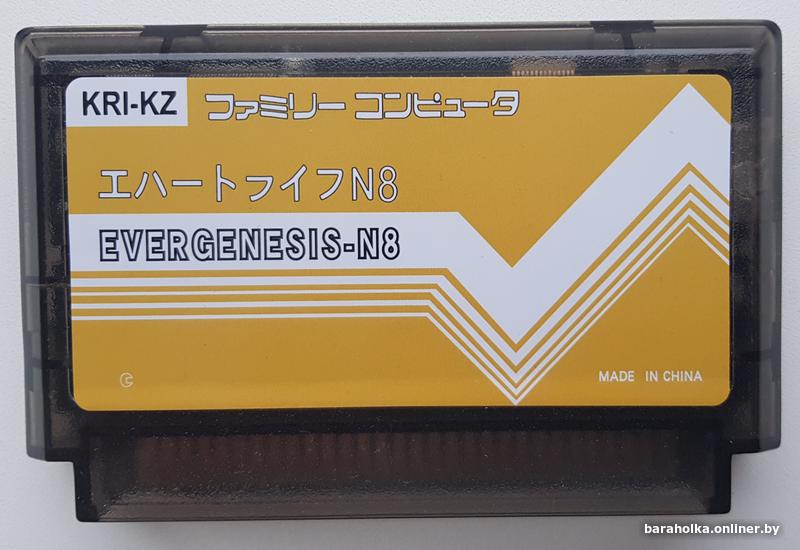 KRI-KZ
ファミリー コンピュータ
エハートフイフN8
EVERGENESIS-N8
MADE IN CHINA
baraholka.onliner.by